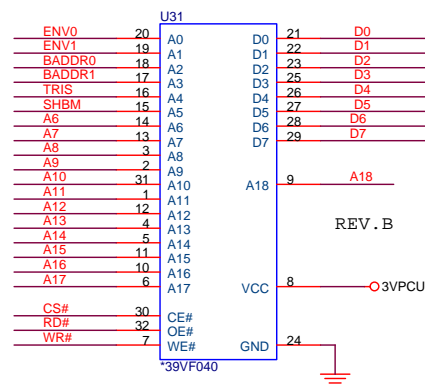 U31
ENV0 20 A0 D0 21 D0
ENV1 19 A1 D1 22 D1
BADDR0 18 A2 D2 23 D2
BADDR1 17 A3 D3 25 D3
TRIS 16 A4 D4 26 D4
SHBM 15 A5 D5 27 D5
A6 14 A6 D6 28 D6
A7 13 A7 D7 29 D7
A8 3 A8
A9 2 A9
A10 31 A10 A18 9 A18
A11 1 A11
A12 12 A12
A13 4 A13 REV.B
A14 5 A14
A15 11 A15
A16 10 A16
A17 6 A17 VCC 8 3VPCU
CS# 30 CE#
RD# 32 OE#
WR# 7 WE# GND 24
*39VF040